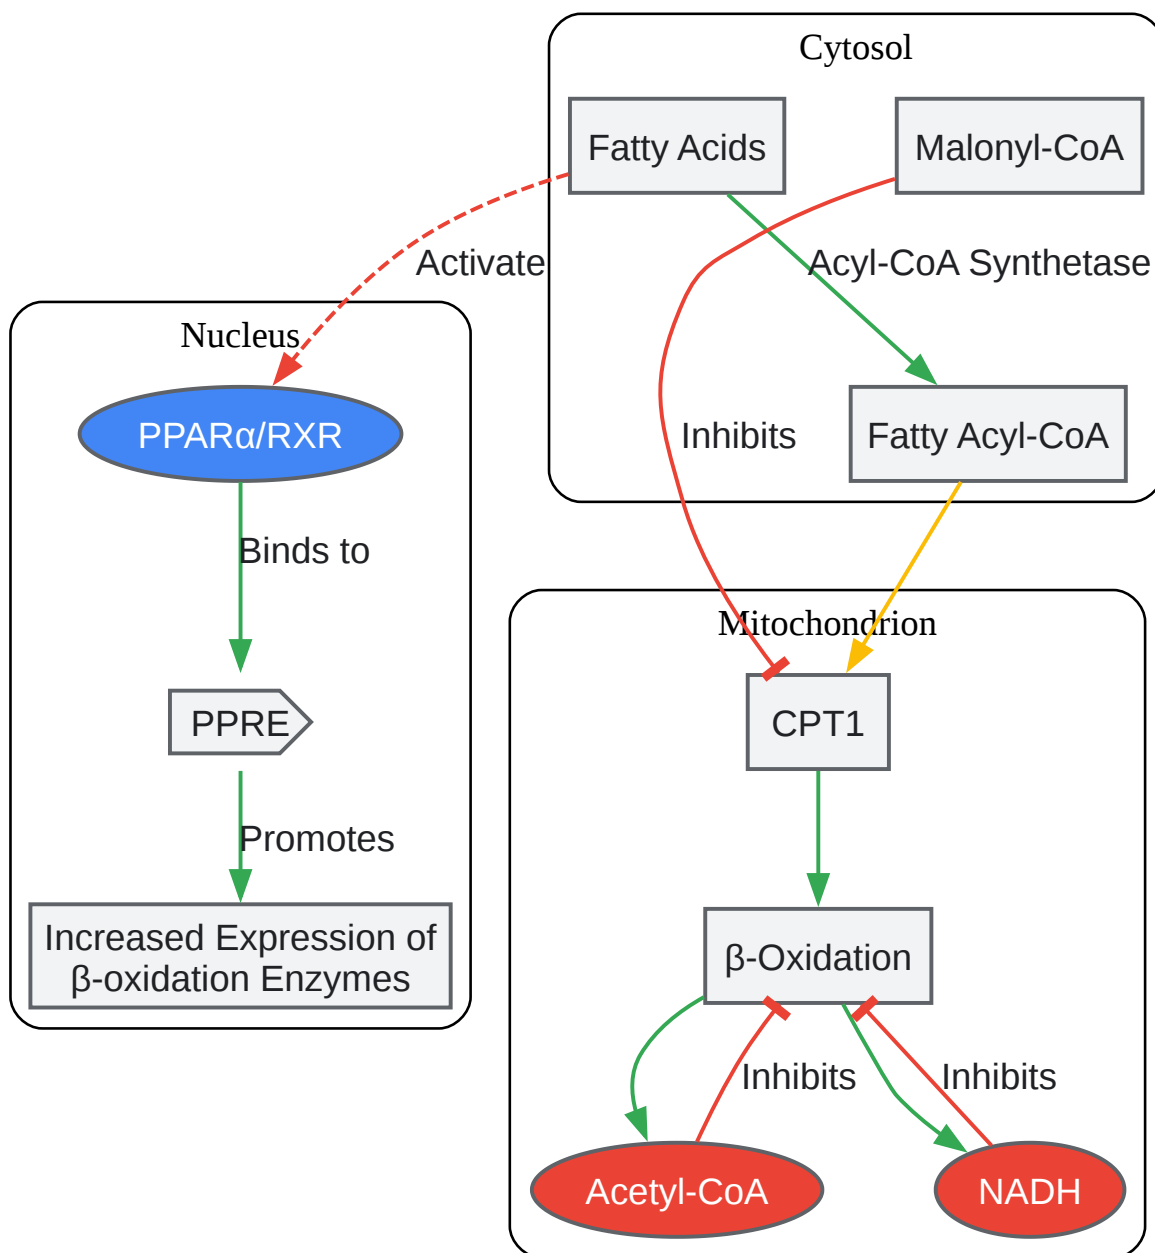 Cytosol
Fatty Acids
Malonyl-CoA
Activate
Acyl-CoA Synthetase
Nucleus
PPARα/RXR
Inhibits
Fatty Acyl-CoA
Binds to
Mitochondrion
PPRE
CPT1
Promotes
Increased Expression of
β-oxidation Enzymes
β-Oxidation
Inhibits
Inhibits
Acetyl-CoA
NADH